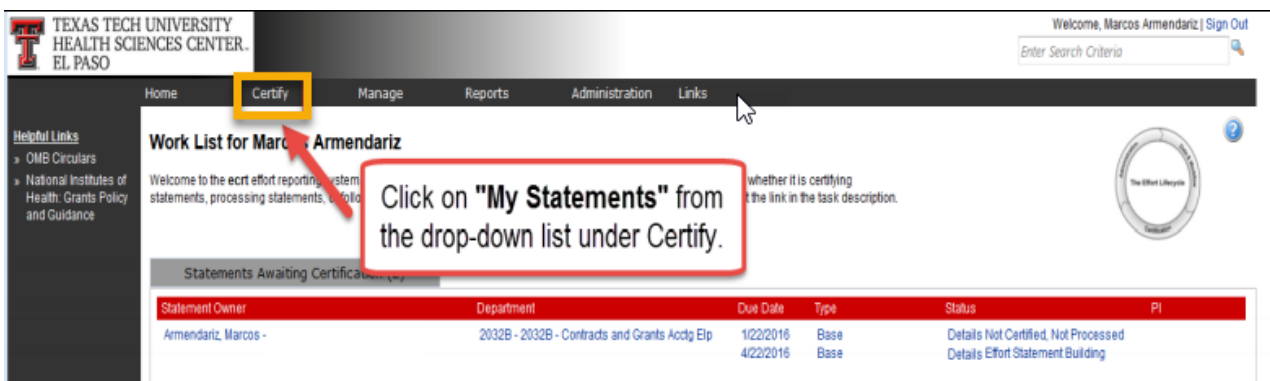 TEXAS TECH UNIVERSITY
HEALTH SCIENCES CENTER.
EL PASO
Welcome, Marcos Armendariz | Sign Out
Enter Search Criteria
Home Certify Manage Reports Administration Links
Helpful Links
» OMB Circulars
» National Institutes of
Health: Grants Policy
and Guidance
Work List for Armendariz
Welcome to the ecrt effort reporting whether it is certifying
statements, processing statements, the link in the task description.
Click on "My Statements" from
the drop-down list under Certify.
The Effort Lifecycle
Certification
Statements Awaiting
Statement Owner Department Due Date Type Status PI
Armendariz, Marcos - 2032B - 2032B - Contracts and Grants Acctg Elp 1/22/2016 Base Details Not Certified, Not Processed
4/22/2016 Base Details Effort Statement Building